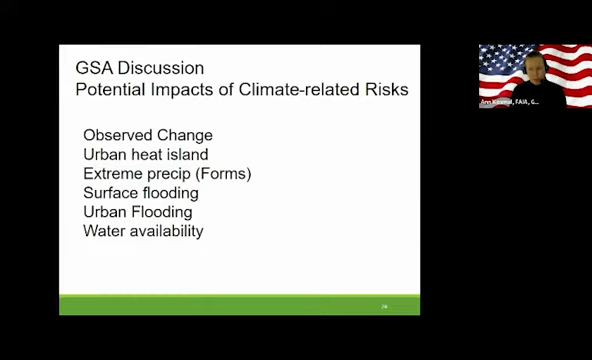 GSA Discussion
Potential Impacts of Climate-related Risks
Observed Change
Urban heat island
Extreme precip (Forms)
Surface flooding
Urban Flooding
Water availability
Ann FAIA, G...